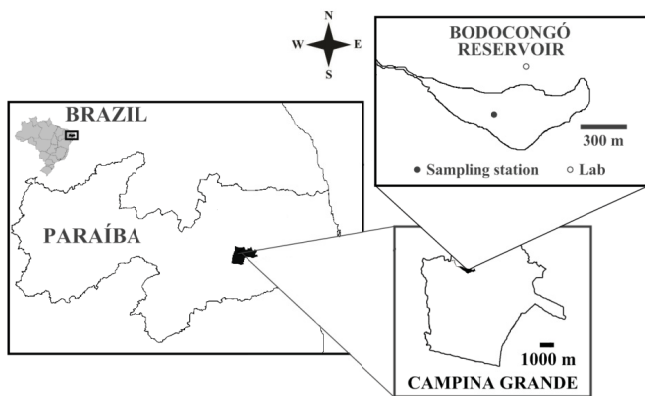 N
W E
S
BODOCONGÓ
RESERVOIR
300 m
Sampling station
Lab
BRAZIL
PARAÍBA
1000 m
CAMPINA GRANDE